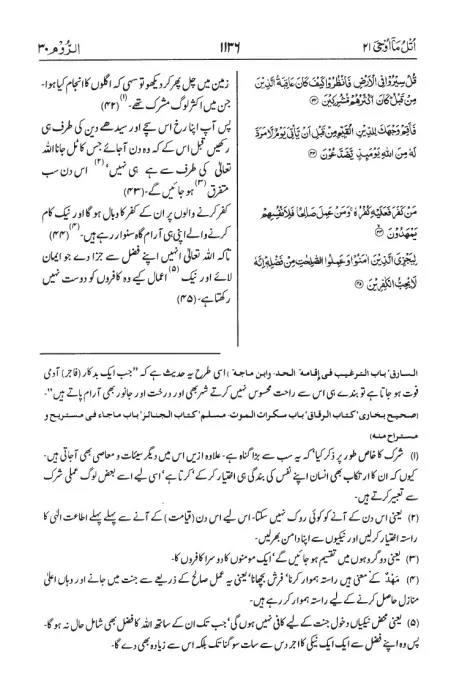 اُتْلُ مَآ اُوْحِیَ ۲۱
۱۱۳۶
الرُّوْم ۳۰
قُلْ سِيْرُوْا فِي الْاَرْضِ فَانْظُرُوْا كَيْفَ كَانَ عَاقِبَةُ الَّذِيْنَ
مِنْ قَبْلُ كَانَ اَكْثَرُهُمْ مُّشْرِكِيْنَ ۝۴۲
فَاَقِمْ وَجْهَكَ لِلدِّيْنِ الْقَيِّمِ مِنْ قَبْلِ اَنْ يَّاْتِيَ يَوْمٌ لَّا مَرَدَّ
لَهٗ مِنَ اللّٰهِ يَوْمَىِٕذٍ يَّصَّدَّعُوْنَ ۝۴۳
مَنْ كَفَرَ فَعَلَيْهِ كُفْرُهٗ ۚ وَمَنْ عَمِلَ صَالِحًا فَلِاَنْفُسِهِمْ
يَمْهَدُوْنَ ۝۴۴
لِيَجْزِيَ الَّذِيْنَ اٰمَنُوْا وَعَمِلُوا الصّٰلِحٰتِ مِنْ فَضْلِهٖ ۭ اِنَّهٗ
لَا يُحِبُّ الْكٰفِرِيْنَ ۝۴۵
زمین میں چل پھر کر دیکھو تو سہی کہ اگلوں کا انجام کیا ہوا۔
جن میں اکثر لوگ مشرک تھے۔(۱) (۴۲)
پس آپ اپنا رخ اس سچے اور سیدھے دین کی طرف ہی
رکھیں قبل اس کے کہ وہ دن آجائے جس کا ٹل جانا اللہ
تعالٰی کی طرف سے ہے ہی نہیں،(۲) اس دن سب
متفرق(۳) ہو جائیں گے۔ (۴۳)
کفر کرنے والوں پر ان کے کفر کا وبال ہو گا اور نیک کام
کرنے والے اپنی ہی آرام گاہ سنوار رہے ہیں۔(۴) (۴۴)
تاکہ اللہ تعالٰی انہیں اپنے فضل سے جزا دے جو ایمان
لائے اور نیک(۵) اعمال کیے وہ کافروں کو دوست نہیں
رکھتا ہے۔ (۴۵)
السارق، باب الترغیب فی إقامة الحد، وابن ماجة) اسی طرح یہ حدیث ہے کہ "جب ایک بدکار (فاجر) آدمی
فوت ہو جاتا ہے تو بندے ہی اس سے راحت محسوس نہیں کرتے شہر بھی اور درخت اور جانور بھی آرام پاتے ہیں"۔
(صحیح بخاری، کتاب الرقاق، باب سکرات الموت، مسلم، کتاب الجنائز، باب ماجاء فی مستریح و
مستراح منه)
(۱) شرک کا خاص طور پر ذکر کیا، کہ یہ سب سے بڑا گناہ ہے۔ علاوہ ازیں اس میں دیگر سیئات و معاصی بھی آجاتی ہیں۔
کیوں کہ ان کا ارتکاب بھی انسان اپنے نفس کی بندگی ہی اختیار کر کے، کرتا ہے، اسی لیے اسے بعض لوگ عملی شرک
سے تعبیر کرتے ہیں۔
(۲) یعنی اس دن کے آنے کو کوئی روک نہیں سکتا۔ اس لیے اس دن (قیامت) کے آنے سے پہلے پہلے اطاعت الٰہی کا
راستہ اختیار کرلیں اور نیکیوں سے اپنا دامن بھرلیں۔
(۳) یعنی دو گروہوں میں تقسیم ہو جائیں گے، ایک مومنوں کا دوسرا کافروں کا۔
(۴) مَهْدٌ کے معنی ہیں راستہ ہموار کرنا، فرش بچھانا، یعنی یہ عمل صالح کے ذریعے سے جنت میں جانے اور وہاں اعلیٰ
منازل حاصل کرنے کے لیے راستہ ہموار کر رہے ہیں۔
(۵) یعنی محض نیکیاں دخول جنت کے لیے کافی نہیں ہوں گی، جب تک ان کے ساتھ اللہ کا فضل بھی شامل حال نہ ہو گا۔
پس وہ اپنے فضل سے ایک ایک نیکی کا اجر دس سے سات سو گنا تک بلکہ اس سے زیادہ بھی دے گا۔